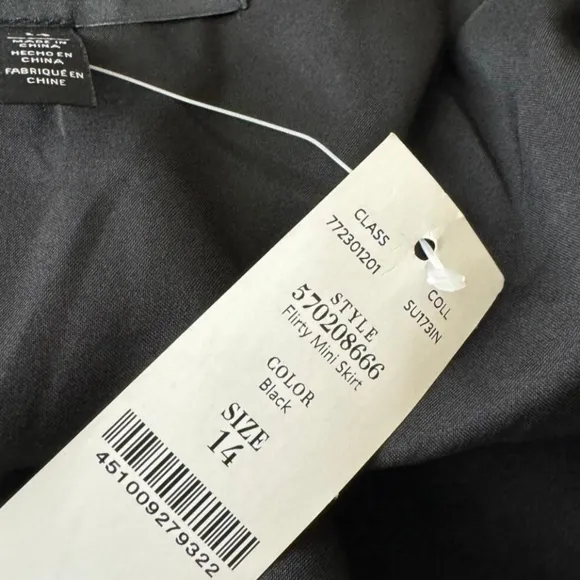 14
MADE IN
CHINA
HECHO EN
CHINA
FABRIQUÉ EN
CHINE
CLASS
772301201
COLL
SU173IN
STYLE
570208666
Flirty Mini Skirt
COLOR
Black
SIZE
14
451009279322